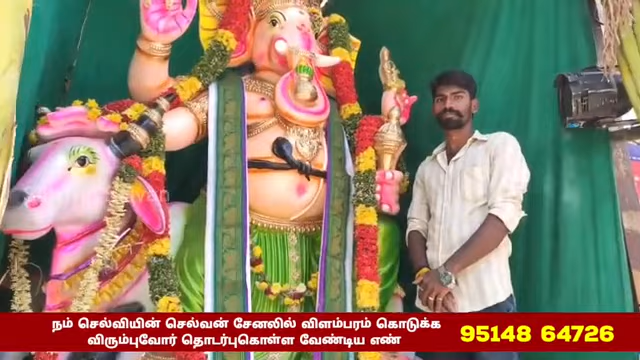 நம் செல்வியின் செல்வன் சேனலில் விளம்பரம் கொடுக்க
விரும்புவோர் தொடர்புகொள்ள வேண்டிய எண்
95148 64726